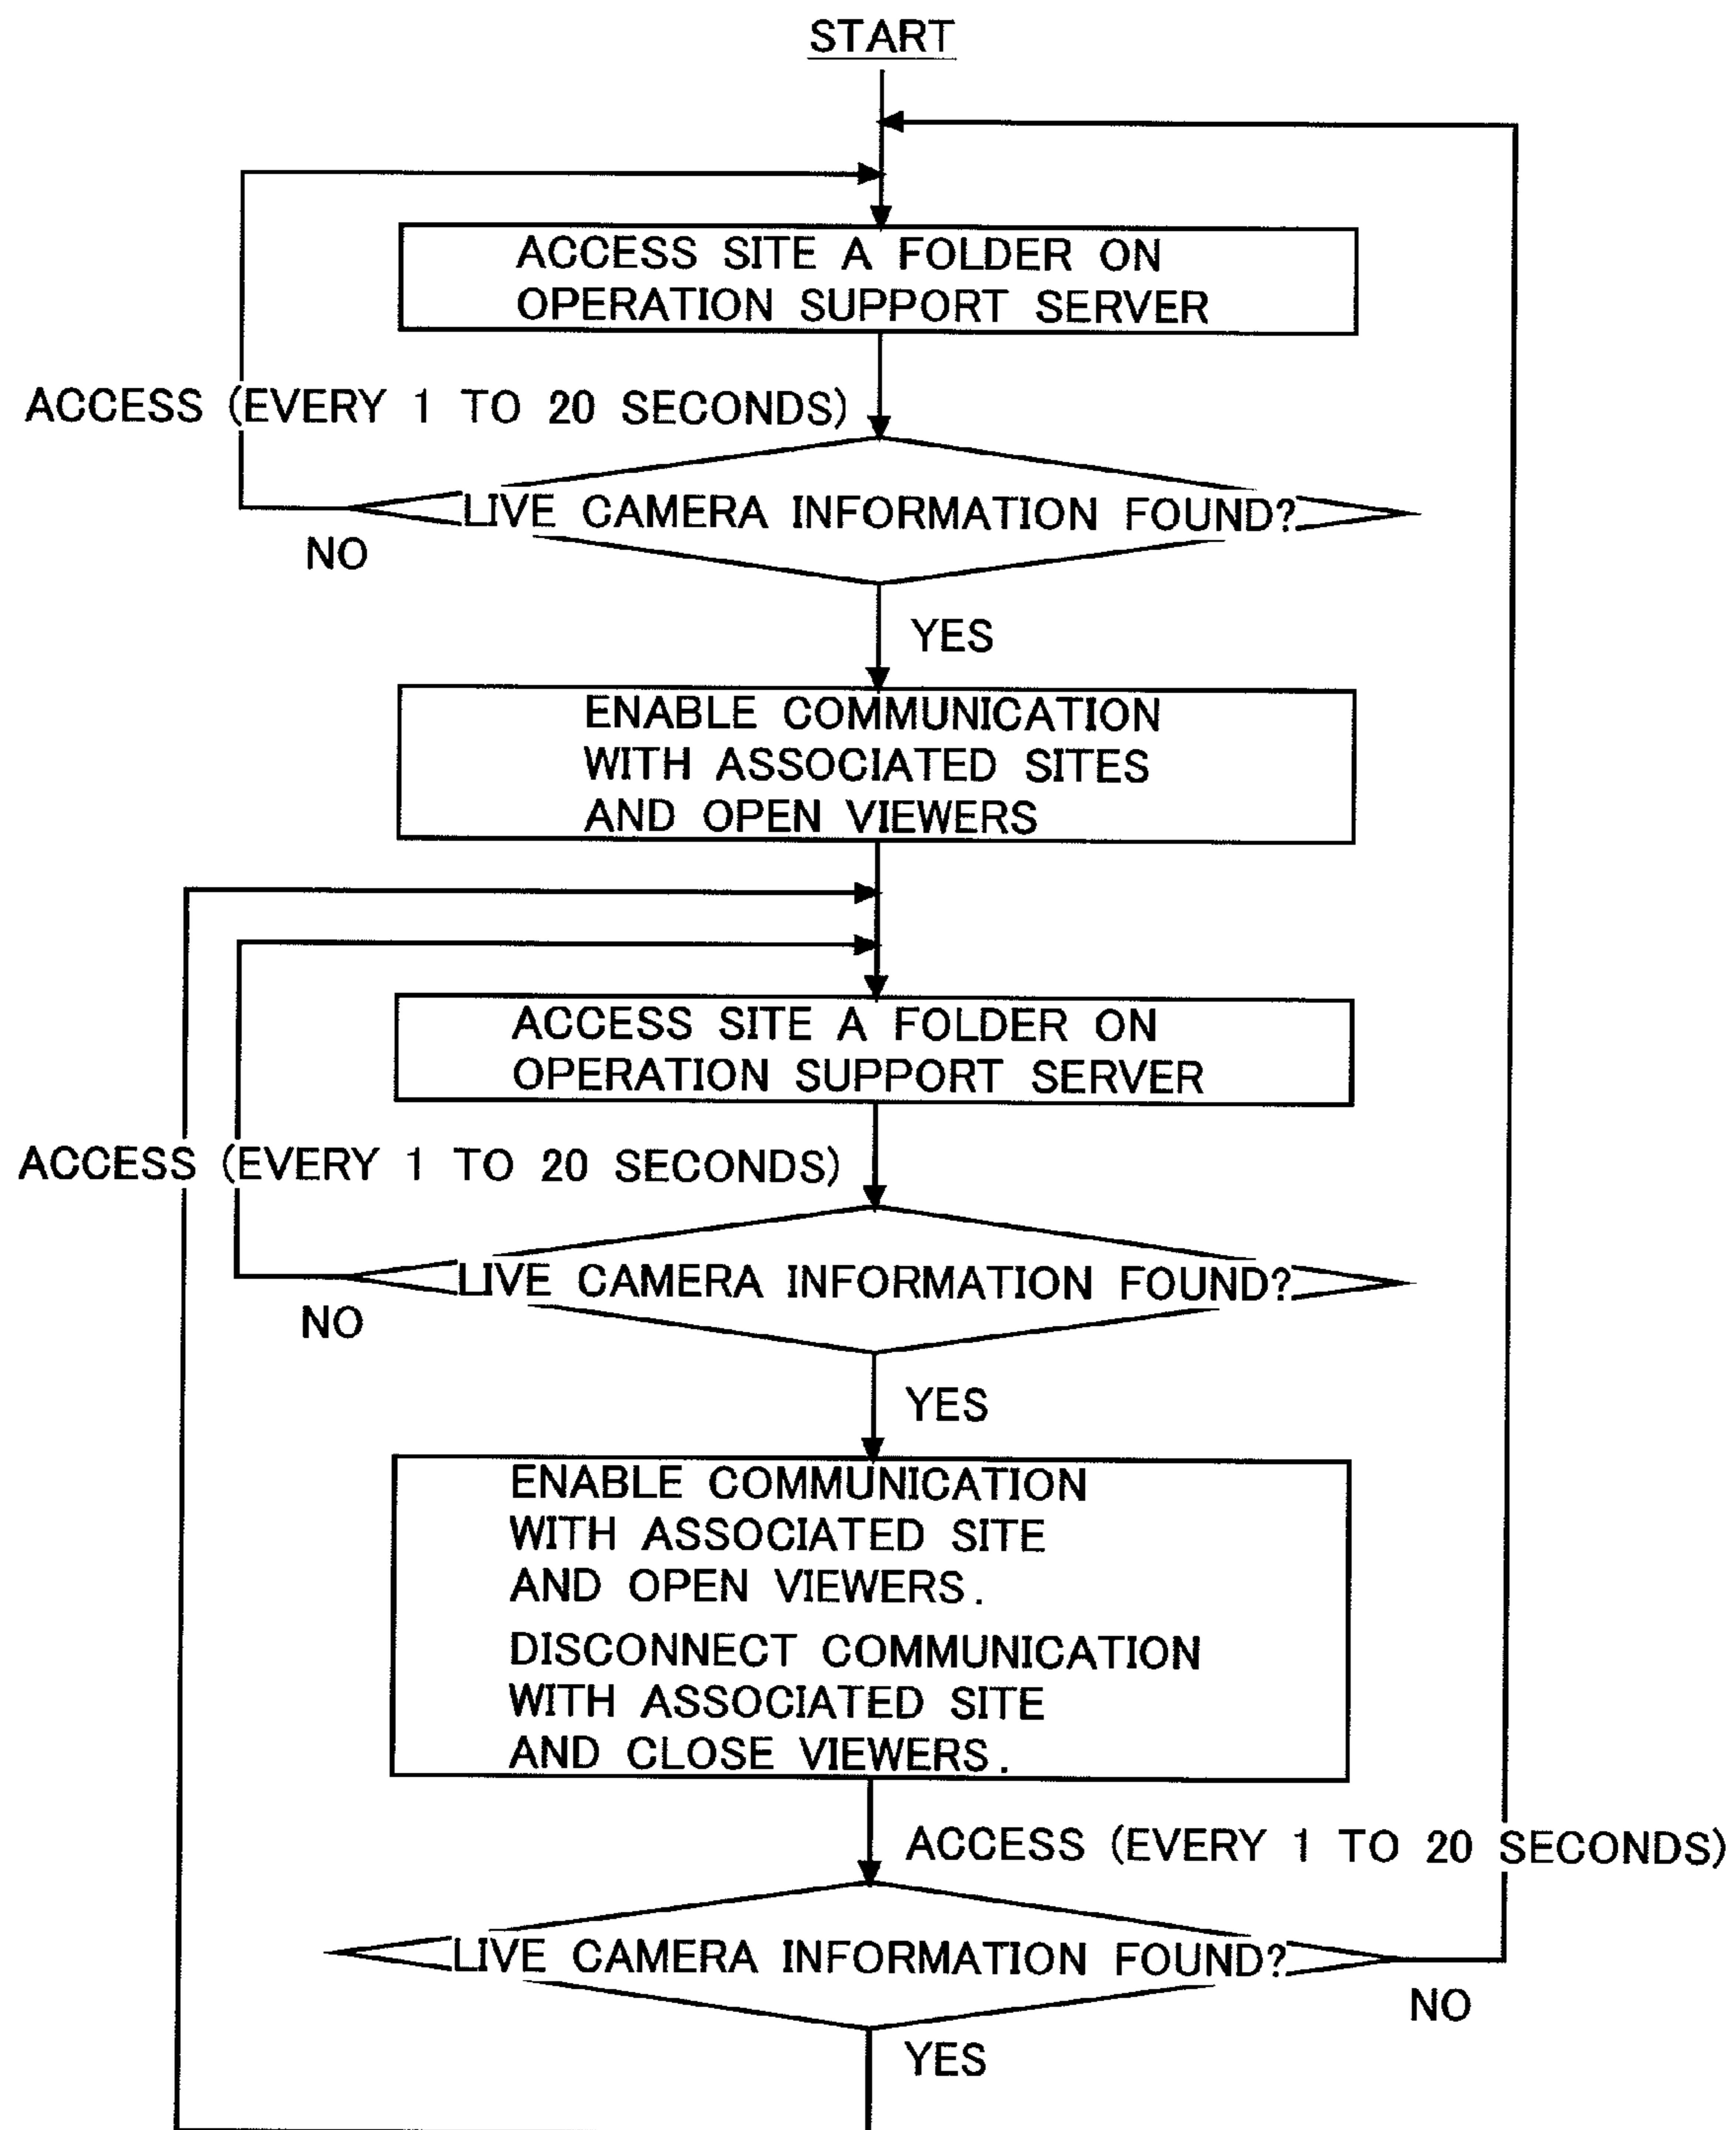 START
ACCESS SITE A FOLDER ON
OPERATION SUPPORT SERVER
ACCESS (EVERY 1 TO 20 SECONDS)
LIVE CAMERA INFORMATION FOUND?
NO
YES
ENABLE COMMUNICATION
WITH ASSOCIATED SITES
AND OPEN VIEWERS
ACCESS SITE A FOLDER ON
OPERATION SUPPORT SERVER
ACCESS (EVERY 1 TO 20 SECONDS)
LIVE CAMERA INFORMATION FOUND?
NO
YES
ENABLE COMMUNICATION
WITH ASSOCIATED SITE
AND OPEN VIEWERS.
DISCONNECT COMMUNICATION
WITH ASSOCIATED SITE
AND CLOSE VIEWERS.
ACCESS (EVERY 1 TO 20 SECONDS)
LIVE CAMERA INFORMATION FOUND?
NO
YES